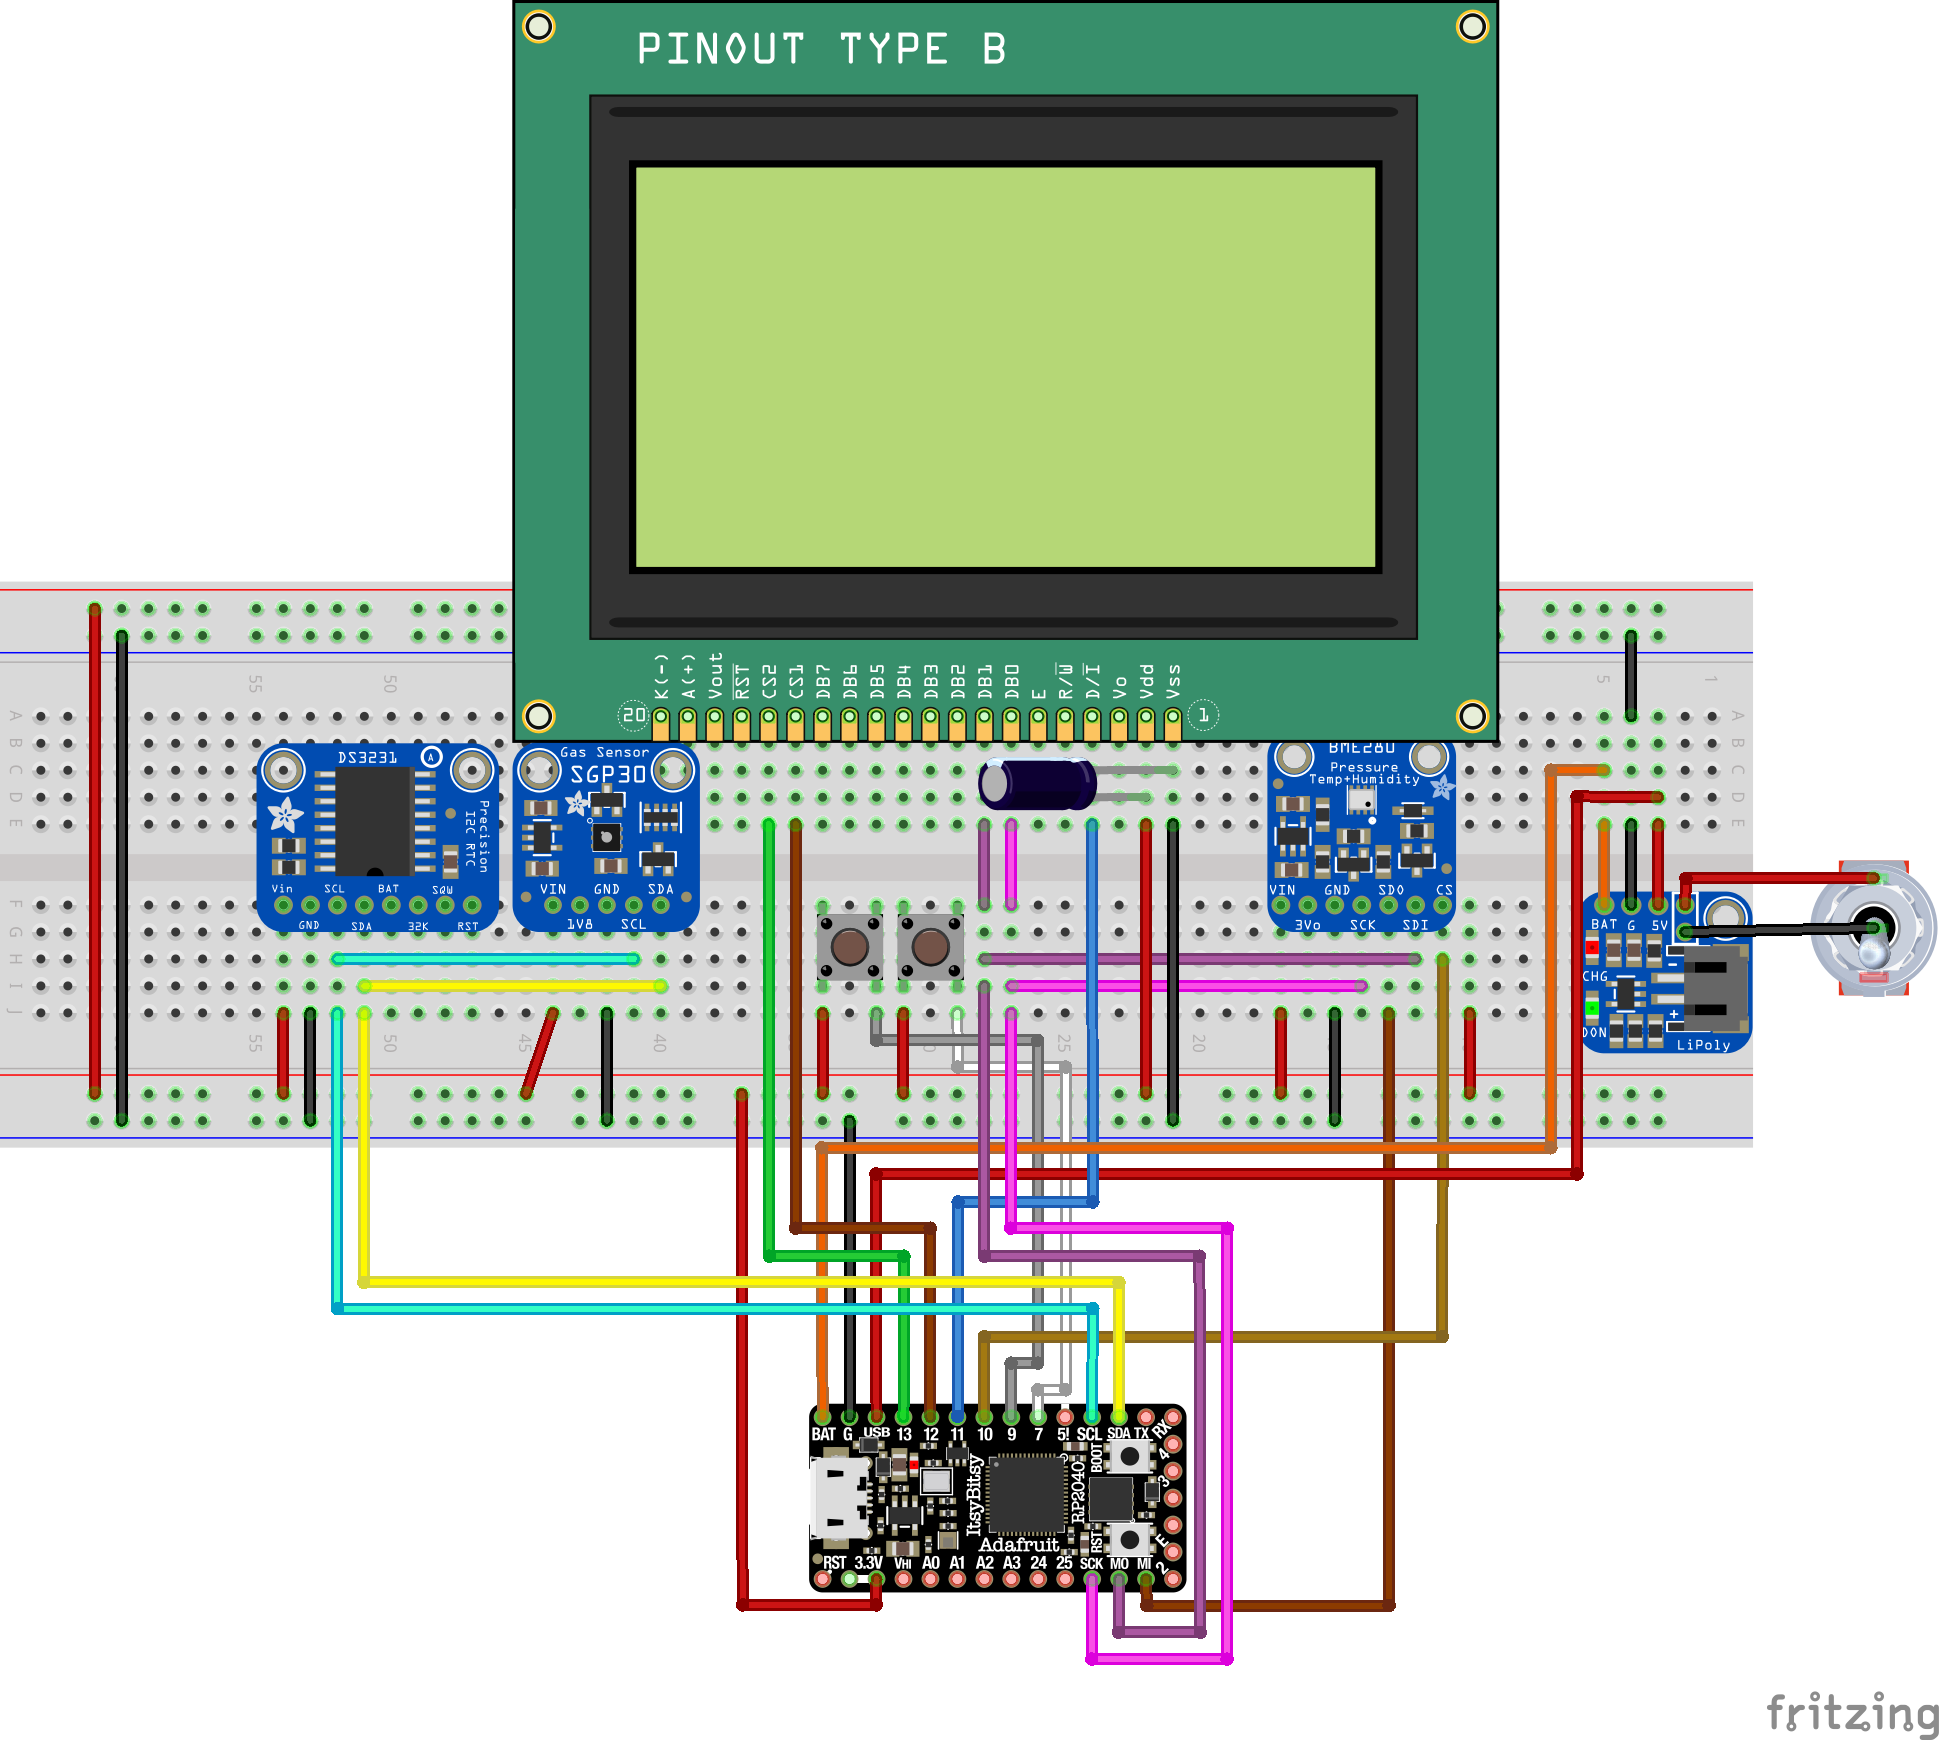 PINOUT TYPE B
K(-) A(+) Vout RST CS2 CS1 DB7 DB6 DB5 DB4 DB3 DB2 DB1 DB0 E R/W D/I Vo Vdd Vss
20 1
55 50 5 1
A A
B B
C C
D D
E E
F
G
H
I
J
55 50 45 40 25 20
DS3231 A
Precision
I2C RTC
Vin SCL BAT SQW
GND SDA 32K RST
Gas Sensor
SGP30
VIN GND SDA
1V8 SCL
BME280
Pressure
Temp+Humidity
VIN GND SDO CS
3Vo SCK SDI
BAT G 5V
-
CHG
+
DON
LiPoly
BAT G USB 13 12 11 10 9 7 5! SCL SDA TX RX
4
3
E
2
BOOT
ItsyBitsy
RP2040
RST
Adafruit
RST 3.3V VHI A0 A1 A2 A3 24 25 SCK MO MI
fritzing